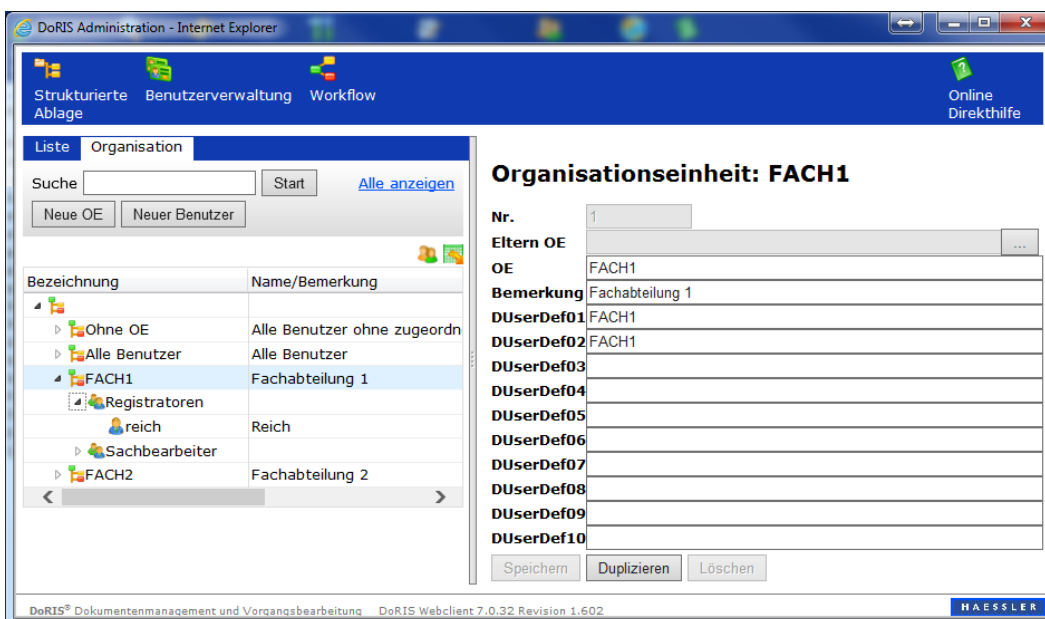 DoRIS Administration - Internet Explorer
Strukturierte Ablage
Benutzerverwaltung
Workflow
Online Direkthilfe
Liste Organisation
Suche Start Alle anzeigen
Neue OE Neuer Benutzer
Bezeichnung Name/Bemerkung
Ohne OE Alle Benutzer ohne zugeordn
Alle Benutzer Alle Benutzer
FACH1 Fachabteilung 1
Registratoren
reich Reich
Sachbearbeiter
FACH2 Fachabteilung 2
Organisationseinheit: FACH1
Nr. 1
Eltern OE ...
OE FACH1
Bemerkung Fachabteilung 1
DUserDef01 FACH1
DUserDef02 FACH1
DUserDef03
DUserDef04
DUserDef05
DUserDef06
DUserDef07
DUserDef08
DUserDef09
DUserDef10
Speichern Duplizieren Löschen
DoRIS® Dokumentenmanagement und Vorgangsbearbeitung DoRIS Webclient 7.0.32 Revision 1.602
HAESSLER